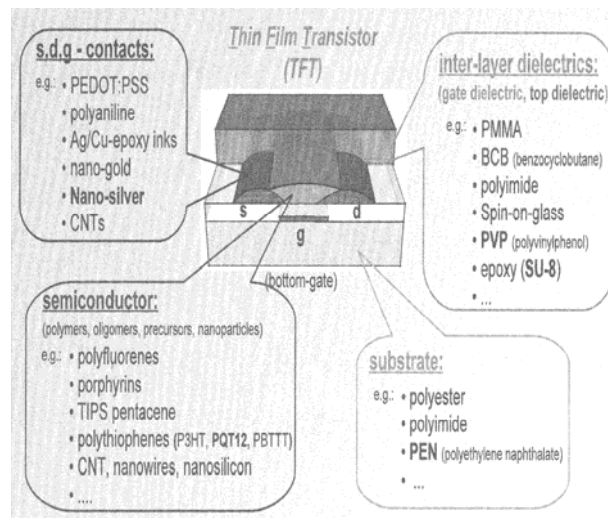 Thin Film Transistor
(TFT)
s,d,g - contacts:
e.g.: • PEDOT:PSS
• polyaniline
• Ag/Cu-epoxy inks
• nano-gold
• Nano-silver
• CNTs
inter-layer dielectrics:
(gate dielectric, top dielectric)
e.g.: • PMMA
• BCB (benzocyclobutane)
• polyimide
• Spin-on-glass
• PVP (polyvinylphenol)
• epoxy (SU-8)
• ...
s
d
g
(bottom-gate)
semiconductor:
(polymers, oligomers, precursors, nanoparticles)
e.g.: • polyfluorenes
• porphyrins
• TIPS pentacene
• polythiophenes (P3HT, PQT12, PBTTT)
• CNT, nanowires, nanosilicon
• ....
substrate:
e.g.: • polyester
• polyimide
• PEN (polyethylene naphthalate)
• ...